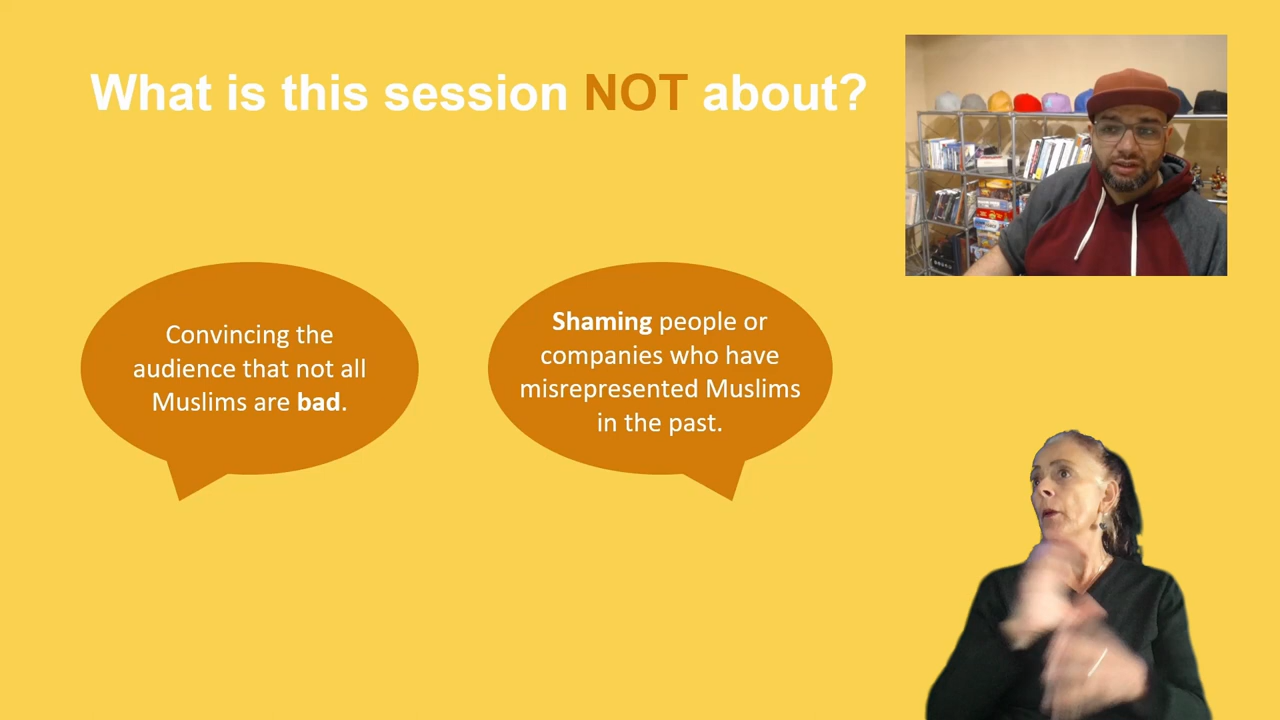 What is this session NOT about?
Convincing the
audience that not all
Muslims are bad.
Shaming people or
companies who have
misrepresented Muslims
in the past.